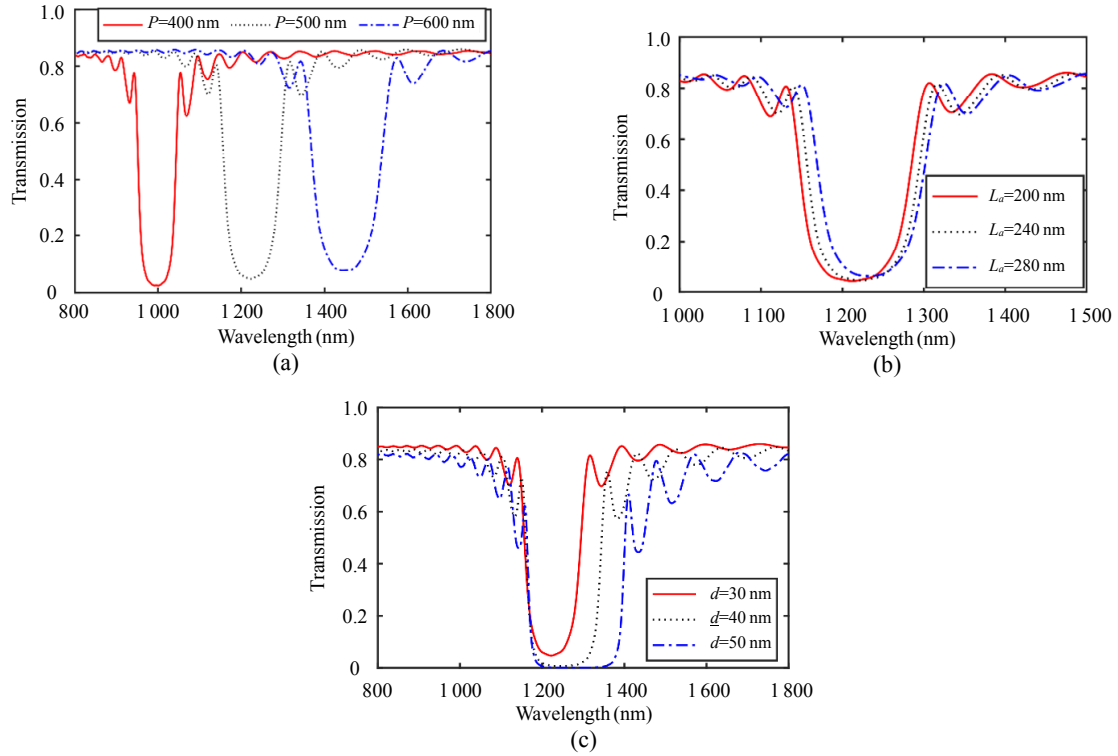 P=400 nm P=500 nm P=600 nm
1.0
0.8
0.6
0.4
0.2
0
Transmission
800 1 000 1 200 1 400 1 600 1 800
Wavelength (nm)
(a)
1.0
0.8
0.6
0.4
0.2
0
Transmission
La=200 nm
La=240 nm
La=280 nm
1 000 1 100 1 200 1 300 1 400 1 500
Wavelength (nm)
(b)
1.0
0.8
0.6
0.4
0.2
0
Transmission
d=30 nm
d=40 nm
d=50 nm
800 1 000 1 200 1 400 1 600 1 800
Wavelength (nm)
(c)